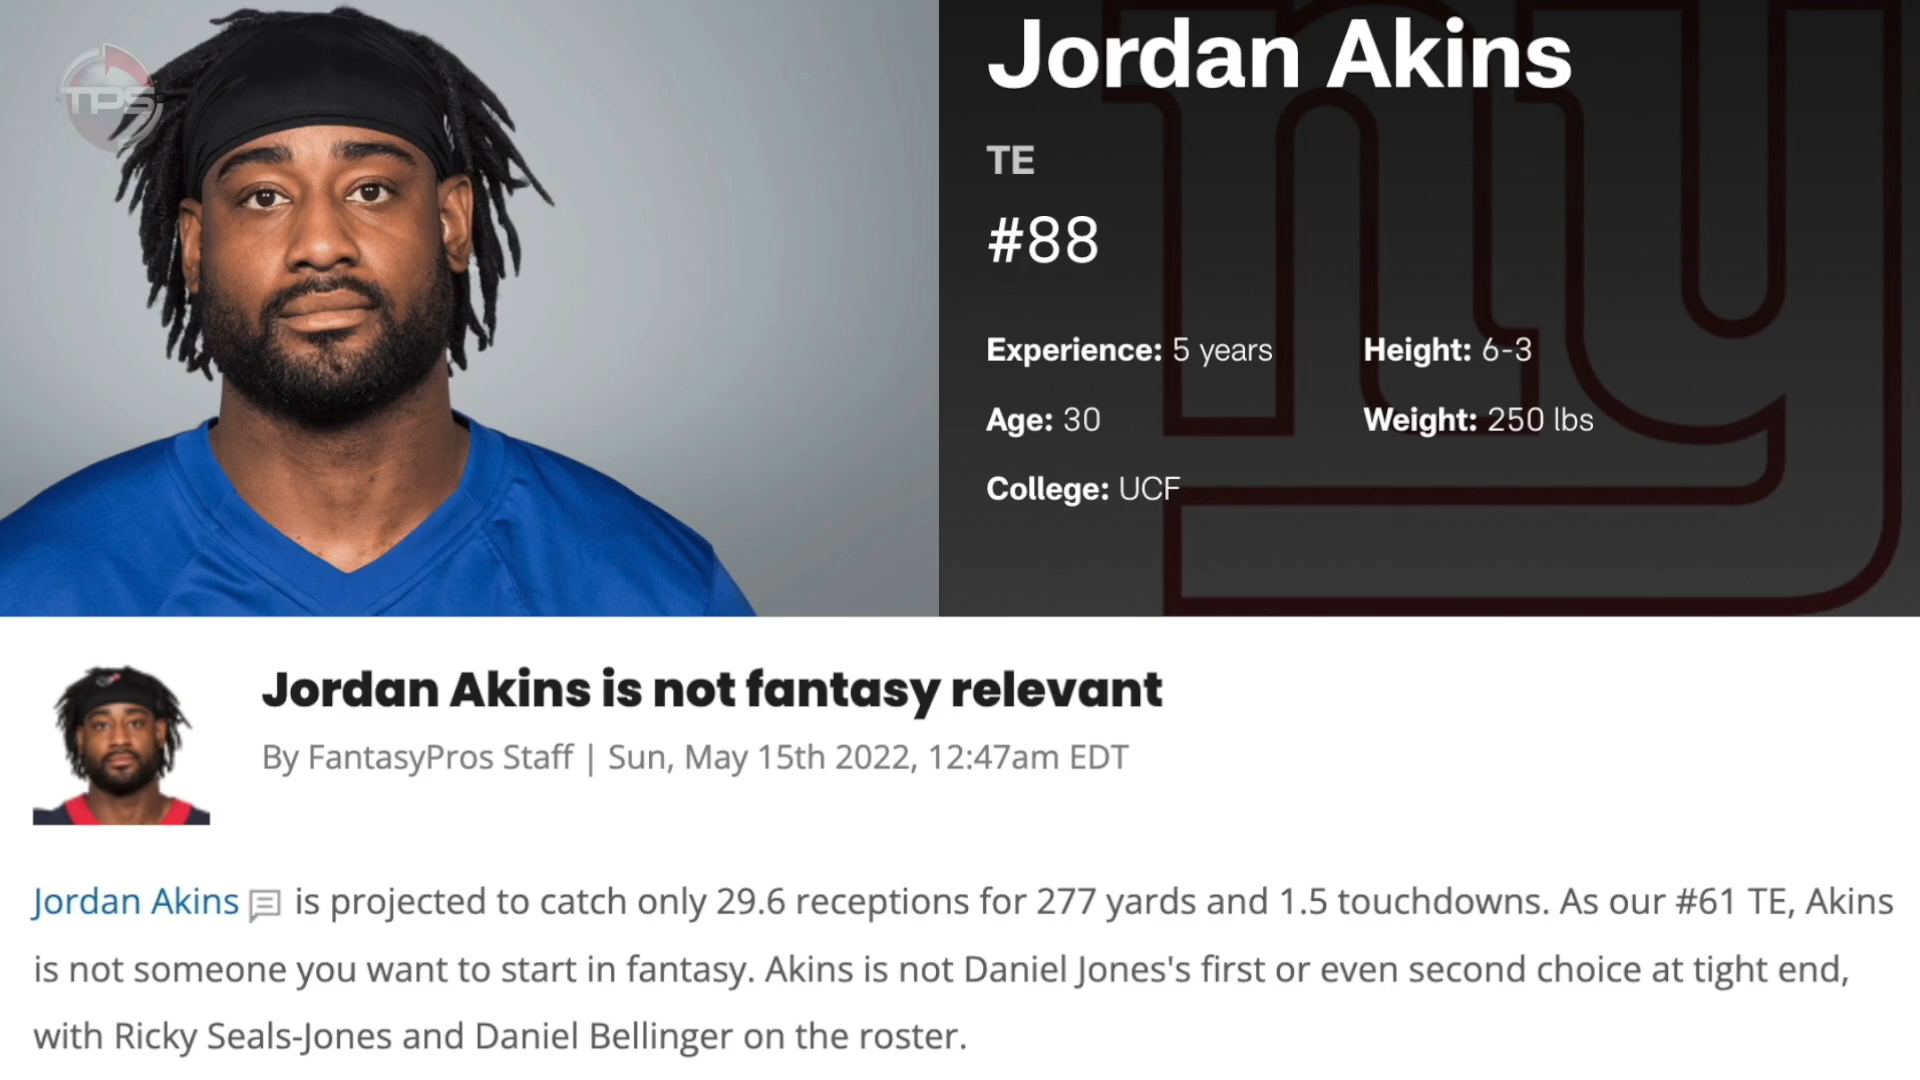 TPS
Jordan Akins
TE
#88
Experience: 5 years
Height: 6-3
Age: 30
Weight: 250 lbs
College: UCF
ny
Jordan Akins is not fantasy relevant
By FantasyPros Staff | Sun, May 15th 2022, 12:47am EDT
Jordan Akins is projected to catch only 29.6 receptions for 277 yards and 1.5 touchdowns. As our #61 TE, Akins
is not someone you want to start in fantasy. Akins is not Daniel Jones's first or even second choice at tight end,
with Ricky Seals-Jones and Daniel Bellinger on the roster.